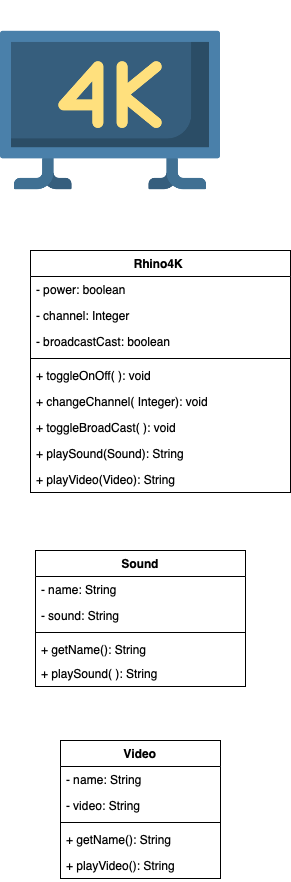 4K
Rhino4K
- power: boolean
- channel: Integer
- broadcastCast: boolean
+ toggleOnOff( ): void
+ changeChannel( Integer): void
+ toggleBroadCast( ): void
+ playSound(Sound): String
+ playVideo(Video): String
Sound
- name: String
- sound: String
+ getName(): String
+ playSound( ): String
Video
- name: String
- video: String
+ getName(): String
+ playVideo(): String